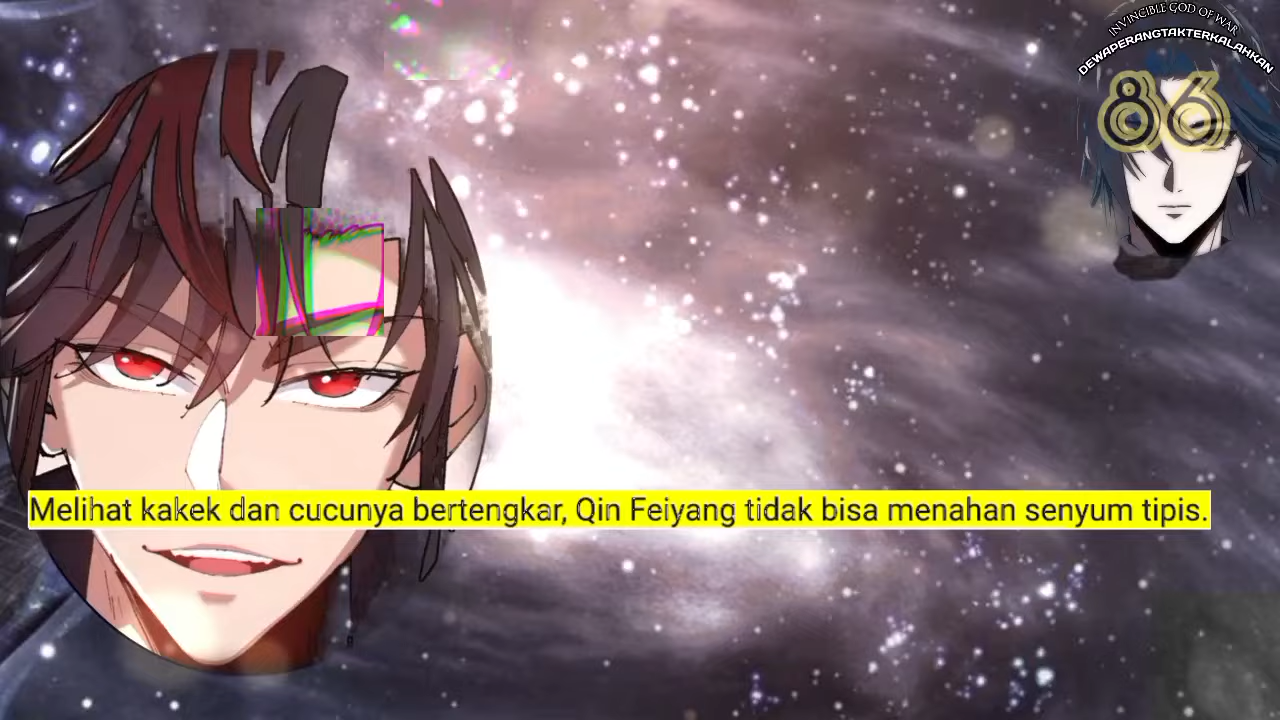 INVINCIBLE GOD OF WAR
DEWAPERANGTAKTERKALAHKAN
86
Melihat kakek dan cucunya bertengkar, Qin Feiyang tidak bisa menahan senyum tipis.